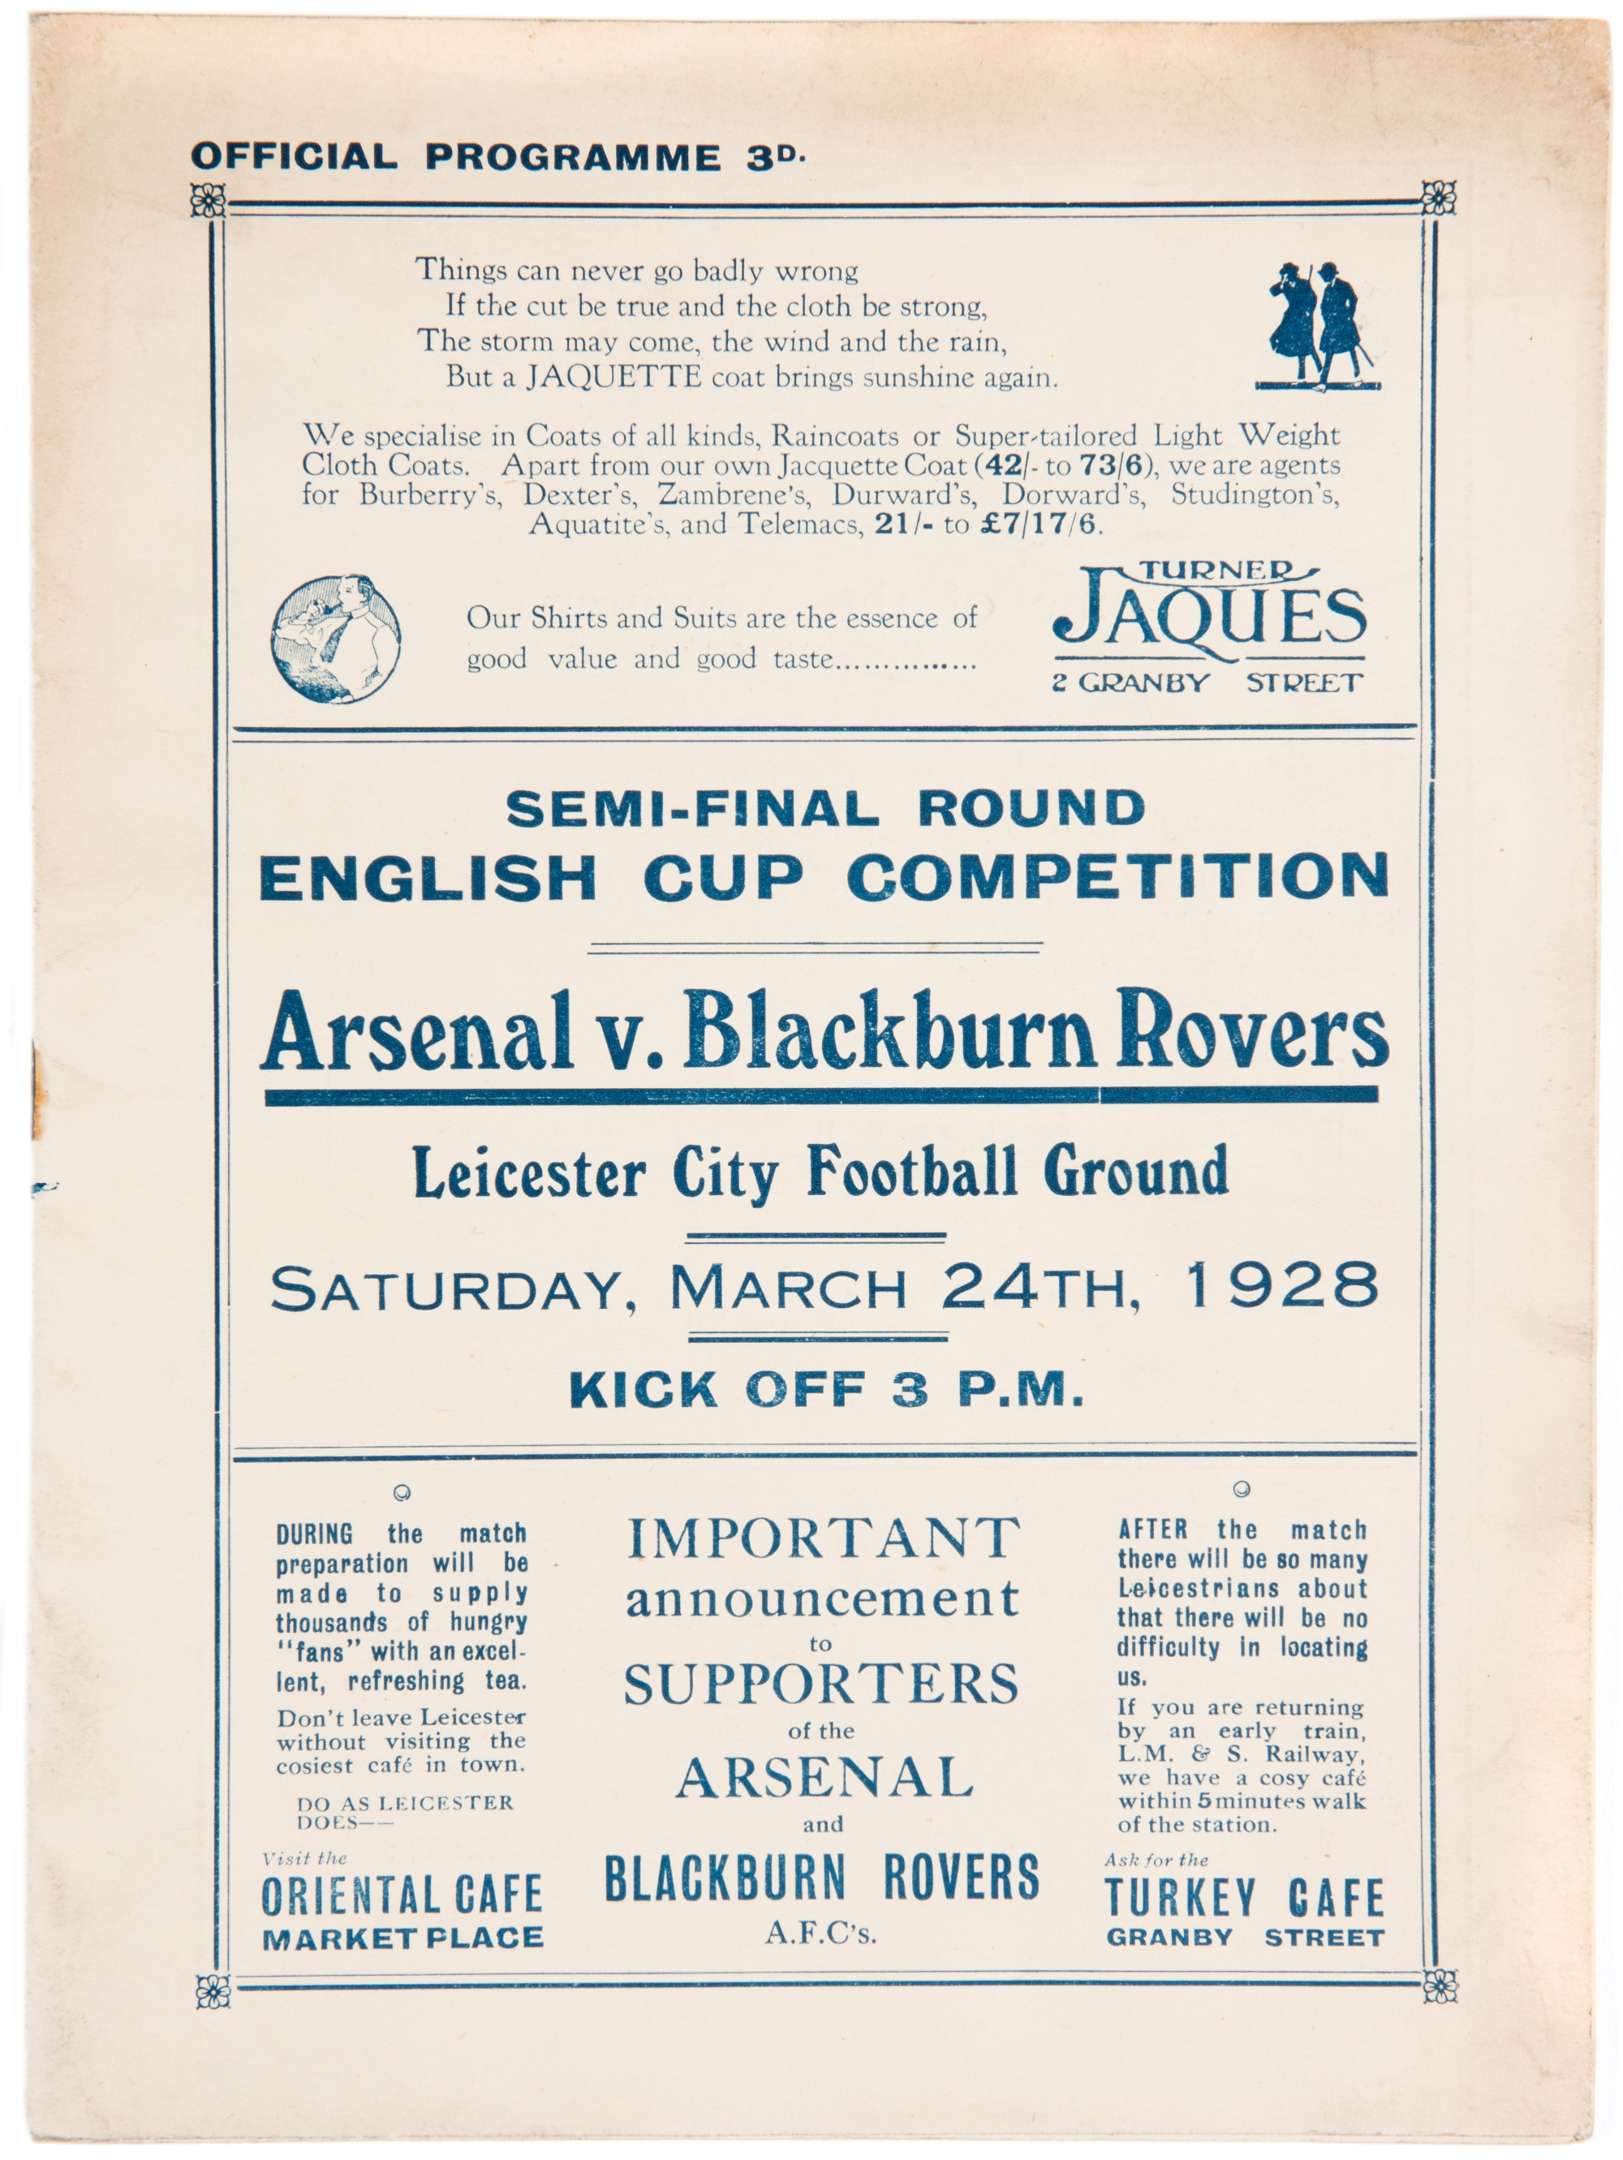 OFFICIAL PROGRAMME 3D.
Things can never go badly wrong
If the cut be true and the cloth be strong,
The storm may come, the wind and the rain,
But a JAQUETTE coat brings sunshine again.
We specialise in Coats of all kinds, Raincoats or Super-tailored Light Weight
Cloth Coats. Apart from our own Jacquette Coat (42/- to 73/6), we are agents
for Burberry's, Dexter's, Zambrene's, Durward's, Dorward's, Studington's,
Aquatite's, and Telemacs, 21/- to £7/17/6.
Our Shirts and Suits are the essence of
good value and good taste..............
TURNER
JAQUES
2 GRANBY STREET
SEMI-FINAL ROUND
ENGLISH CUP COMPETITION
Arsenal v. Blackburn Rovers
Leicester City Football Ground
SATURDAY, MARCH 24TH, 1928
KICK OFF 3 P.M.
DURING the match
preparation will be
made to supply
thousands of hungry
"fans" with an excel-
lent, refreshing tea.
Don't leave Leicester
without visiting the
cosiest café in town.
DO AS LEICESTER
DOES——
Visit the
ORIENTAL CAFE
MARKET PLACE
IMPORTANT
announcement
to
SUPPORTERS
of the
ARSENAL
and
BLACKBURN ROVERS
A.F.C's.
AFTER the match
there will be so many
Leicestrians about
that there will be no
difficulty in locating
us.
If you are returning
by an early train,
L.M. & S. Railway,
we have a cosy café
within 5 minutes walk
of the station.
Ask for the
TURKEY CAFE
GRANBY STREET